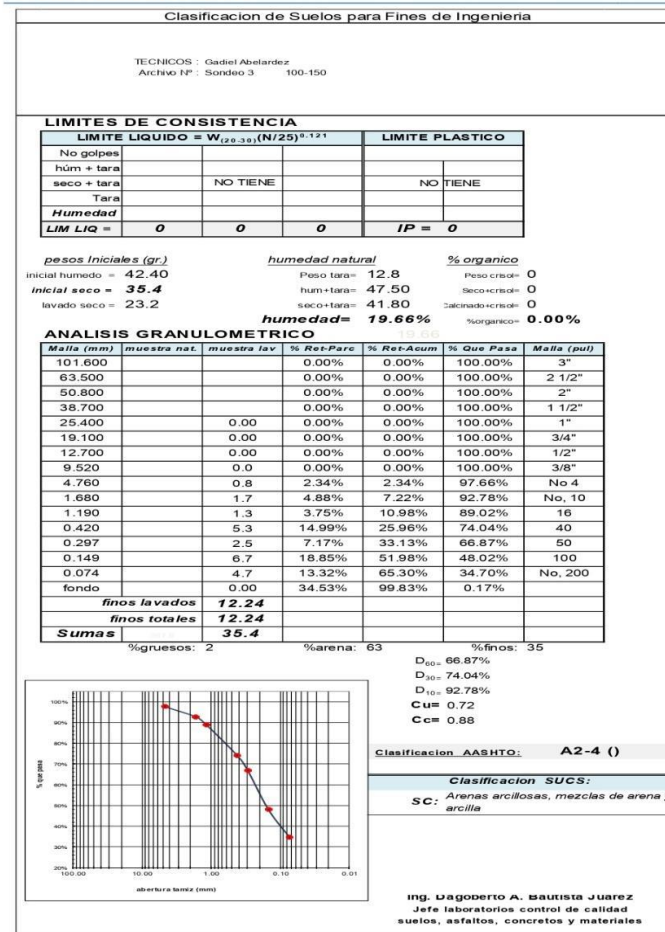 Clasificacion de Suelos para Fines de Ingenieria
TECNICOS : Gadiel Abelardez
Archivo Nº : Sondeo 3 100-150
LIMITES DE CONSISTENCIA
LIMITE LIQUIDO = W(20-30)(N/25)0.121 LIMITE PLASTICO
No golpes
húm + tara
seco + tara NO TIENE NO TIENE
Tara
Humedad
LIM LIQ = 0 0 0 IP = 0
pesos Iniciales (gr.) humedad natural % organico
inicial humedo = 42.40 Peso tara= 12.8 Peso crisol= 0
inicial seco = 35.4 hum+tara= 47.50 Seco+crisol= 0
lavado seco = 23.2 seco+tara= 41.80 Calcinado+crisol= 0
humedad= 19.66% %organico= 0.00%
ANALISIS GRANULOMETRICO 19.66
Malla (mm) muestra nat. muestra lav % Ret-Parc % Ret-Acum % Que Pasa Malla (pul)
101.600 0.00% 0.00% 100.00% 3"
63.500 0.00% 0.00% 100.00% 2 1/2"
50.800 0.00% 0.00% 100.00% 2"
38.700 0.00% 0.00% 100.00% 1 1/2"
25.400 0.00 0.00% 0.00% 100.00% 1"
19.100 0.00 0.00% 0.00% 100.00% 3/4"
12.700 0.00 0.00% 0.00% 100.00% 1/2"
9.520 0.0 0.00% 0.00% 100.00% 3/8"
4.760 0.8 2.34% 2.34% 97.66% No 4
1.680 1.7 4.88% 7.22% 92.78% No, 10
1.190 1.3 3.75% 10.98% 89.02% 16
0.420 5.3 14.99% 25.96% 74.04% 40
0.297 2.5 7.17% 33.13% 66.87% 50
0.149 6.7 18.85% 51.98% 48.02% 100
0.074 4.7 13.32% 65.30% 34.70% No, 200
fondo 0.00 34.53% 99.83% 0.17%
finos lavados 12.24
finos totales 12.24
Sumas 35.4
%gruesos: 2 %arena: 63 %finos: 35
D60= 66.87%
D30= 74.04%
D10= 92.78%
Cu= 0.72
Cc= 0.88
Clasificacion AASHTO: A2-4 ()
Clasificacion SUCS:
SC: Arenas arcillosas, mezclas de arena y
arcilla
100%
90%
80%
70%
60%
50%
40%
30%
20%
% que pasa
100.00 10.00 1.00 0.10 0.01
abertura tamiz (mm)
Ing. Dagoberto A. Bautista Juarez
Jefe laboratorios control de calidad
suelos, asfaltos, concretos y materiales